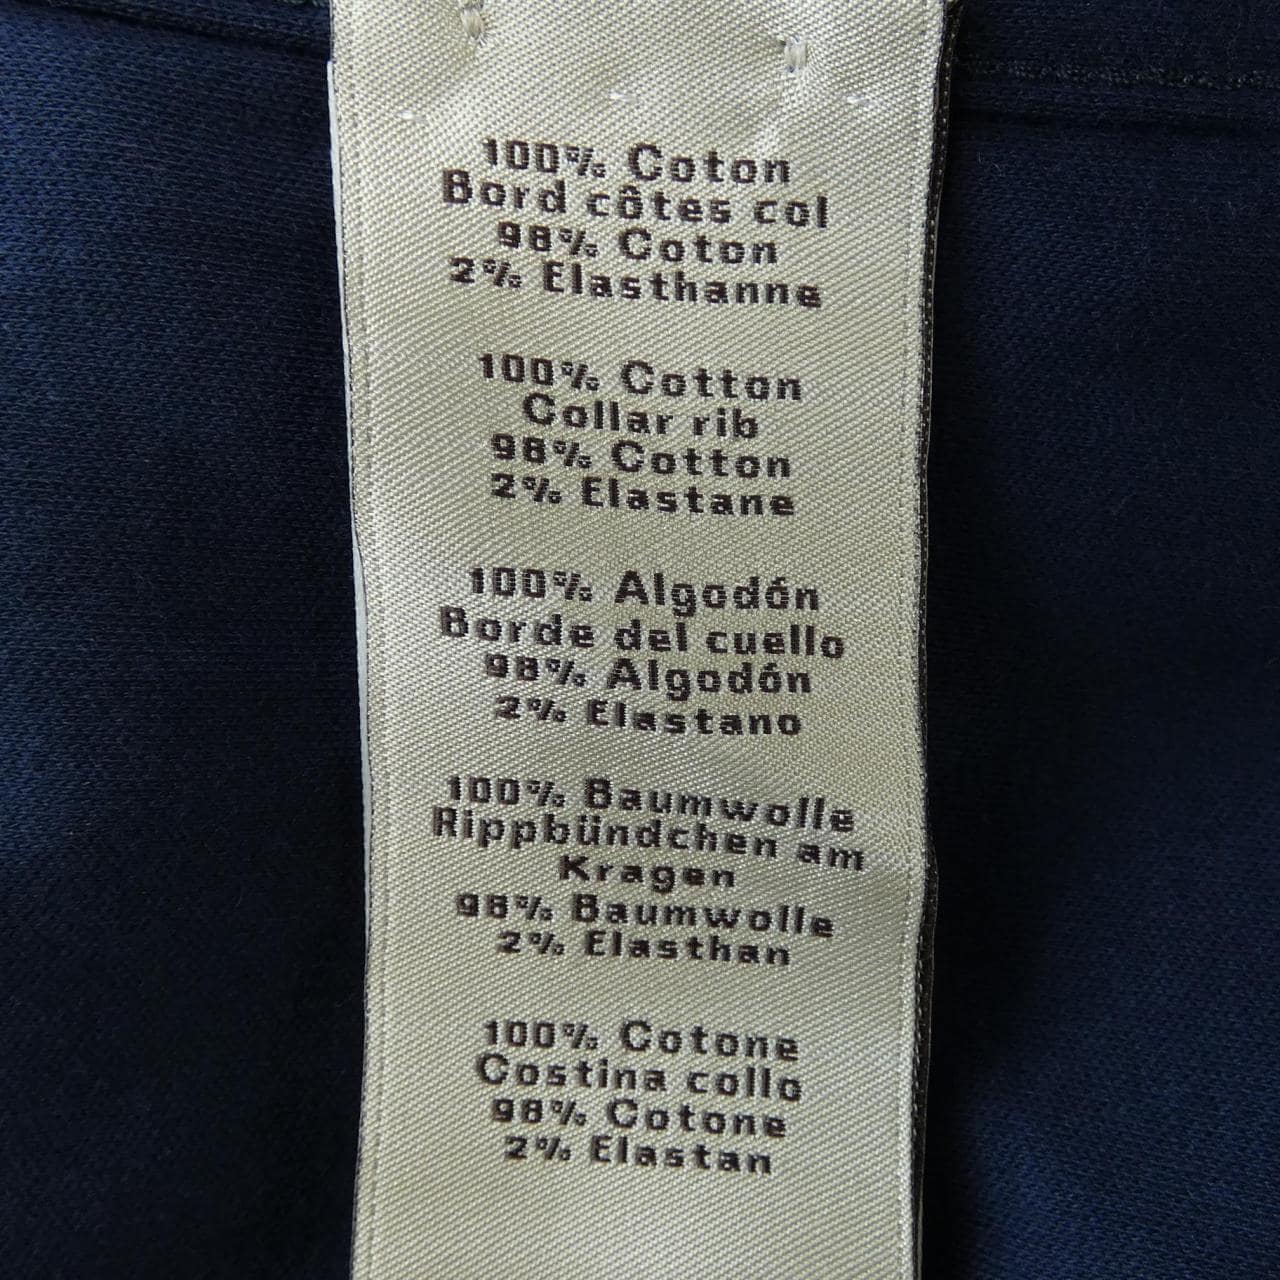 100% Coton
Bord côtes col
98% Coton
2% Elasthanne
100% Cotton
Collar rib
98% Cotton
2% Elastane
100% Algodón
Borde del cuello
98% Algodón
2% Elastano
100% Baumwolle
Rippbündchen am
Kragen
98% Baumwolle
2% Elasthan
100% Cotone
Costina collo
98% Cotone
2% Elastan